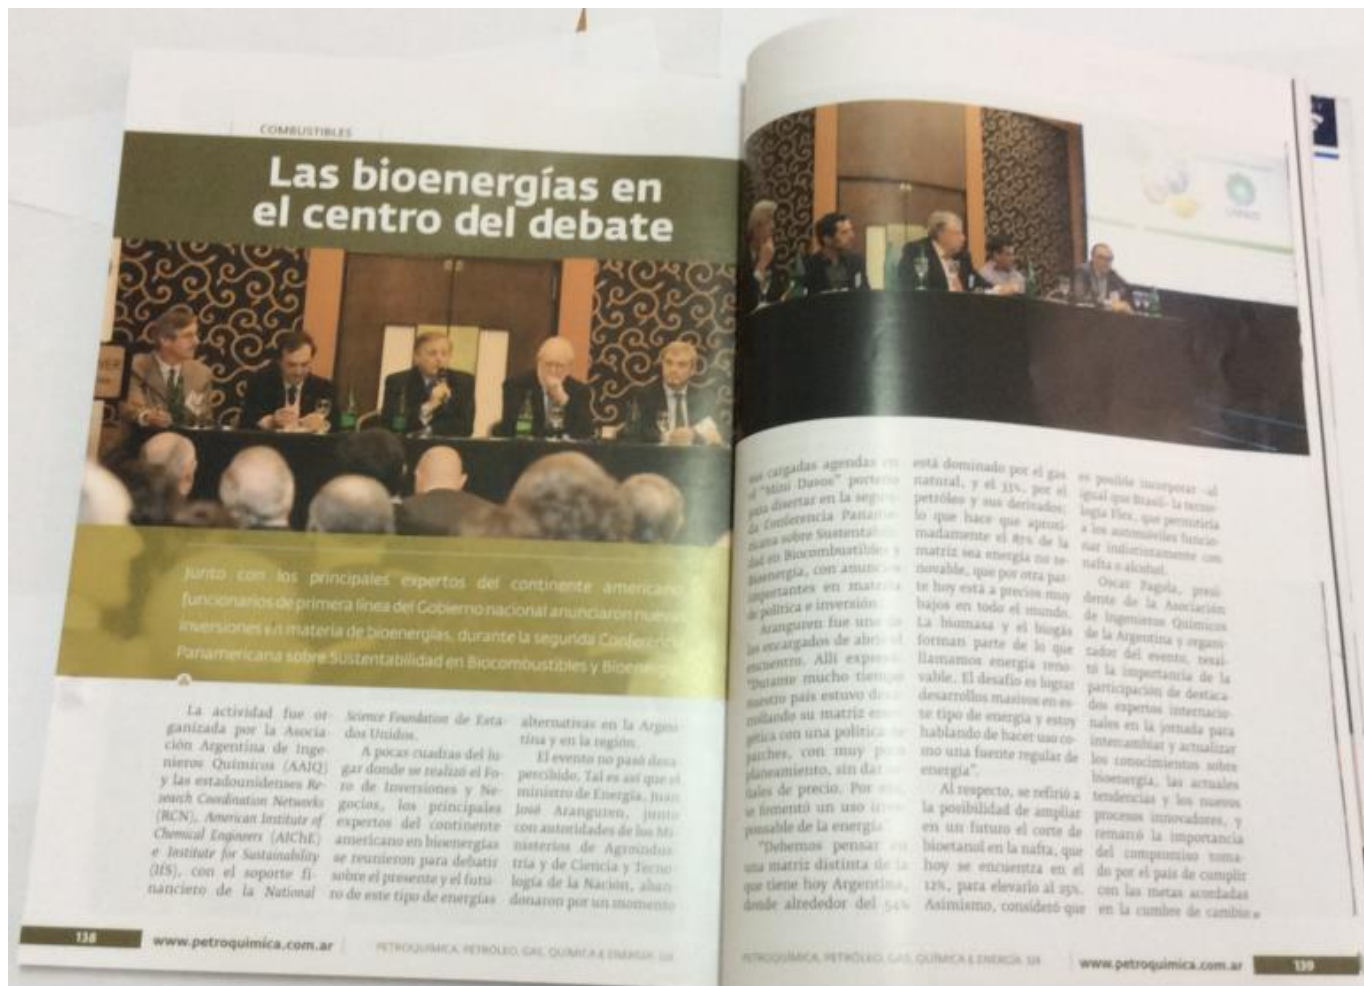 COMBUSTIBLES
Las bioenergías en
el centro del debate
Junto con los principales expertos del continente americano
funcionarios de primera línea del Gobierno nacional anunciaron nuevas
inversiones en materia de bioenergías, durante la segunda Conferencia
Panamericana sobre Sustentabilidad en Biocombustibles y Bioenergía
La actividad fue or-
ganizada por la Asocia-
ción Argentina de Inge-
nieros Químicos (AAIQ)
y las estadounidenses Re-
search Coordination Networks
(RCN), American Institute of
Chemical Engineers (AIChE)
e Institute for Sustainability
(IfS), con el soporte fi-
nanciero de la National
Science Foundation de Esta-
dos Unidos.
A pocas cuadras del lu-
gar donde se realizó el Fo-
ro de Inversiones y Ne-
gocios, los principales
expertos del continente
americano en bioenergías
se reunieron para debatir
sobre el presente y el futu-
ro de este tipo de energías
alternativas en la Argen-
tina y en la región.
El evento no pasó desa-
percibido. Tal es así que el
ministro de Energía, Juan
José Aranguren, junto
con autoridades de los Mi-
nisterios de Agroindus-
tria y de Ciencia y Tecno-
logía de la Nación, aban-
donaron por un momento
138
www.petroquimica.com.ar
PETROQUIMICA, PETROLEO, GAS, QUIMICA & ENERGIA
sus cargadas agendas en
el "Mini Davos" porteño
para disertar en la segun-
da Conferencia Paname-
ricana sobre Sustentabili-
dad en Biocombustibles y
Bioenergía, con anuncios
importantes en materia
de política e inversión.
Aranguren fue uno de
los encargados de abrir el
encuentro. Allí expresó:
"Durante mucho tiempo
nuestro país estuvo desa-
rrollando su matriz ener-
gética con una política de
parches, con muy poco
planeamiento, sin dar se-
ñales de precio. Por eso,
se fomentó un uso irres-
ponsable de la energía".
"Debemos pensar en
una matriz distinta de la
que tiene hoy Argentina,
donde alrededor del 54%
está dominado por el gas
natural, y el 33%, por el
petróleo y sus derivados;
lo que hace que aproxi-
madamente el 87% de la
matriz sea energía no re-
novable, que por otra par-
te hoy está a precios muy
bajos en todo el mundo.
La biomasa y el biogás
forman parte de lo que
llamamos energía reno-
vable. El desafío es lograr
desarrollos masivos en es-
te tipo de energía y estoy
hablando de hacer uso co-
mo una fuente regular de
energía".
Al respecto, se refirió a
la posibilidad de ampliar
en un futuro el corte de
bioetanol en la nafta, que
hoy se encuentra en el
12%, para elevarlo al 25%.
Asimismo, consideró que
es posible incorporar -al
igual que Brasil- la tecno-
logía Flex, que permitiría
a los automóviles funcio-
nar indistintamente con
nafta o alcohol.
Oscar Pagola, presi-
dente de la Asociación
de Ingenieros Químicos
de la Argentina y organi-
zador del evento, resal-
tó la importancia de la
participación de destaca-
dos expertos internacio-
nales en la jornada para
intercambiar y actualizar
los conocimientos sobre
bioenergía, las actuales
tendencias y los nuevos
procesos innovadores, y
remarcó la importancia
del compromiso toma-
do por el país de cumplir
con las metas acordadas
en la cumbre de cambio
PETROQUIMICA, PETROLEO, GAS, QUIMICA & ENERGIA
www.petroquimica.com.ar
139